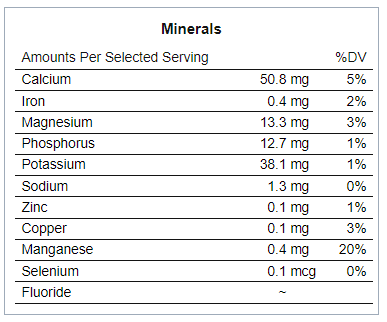 Minerals
Amounts Per Selected Serving %DV
Calcium 50.8 mg 5%
Iron 0.4 mg 2%
Magnesium 13.3 mg 3%
Phosphorus 12.7 mg 1%
Potassium 38.1 mg 1%
Sodium 1.3 mg 0%
Zinc 0.1 mg 1%
Copper 0.1 mg 3%
Manganese 0.4 mg 20%
Selenium 0.1 mcg 0%
Fluoride ~